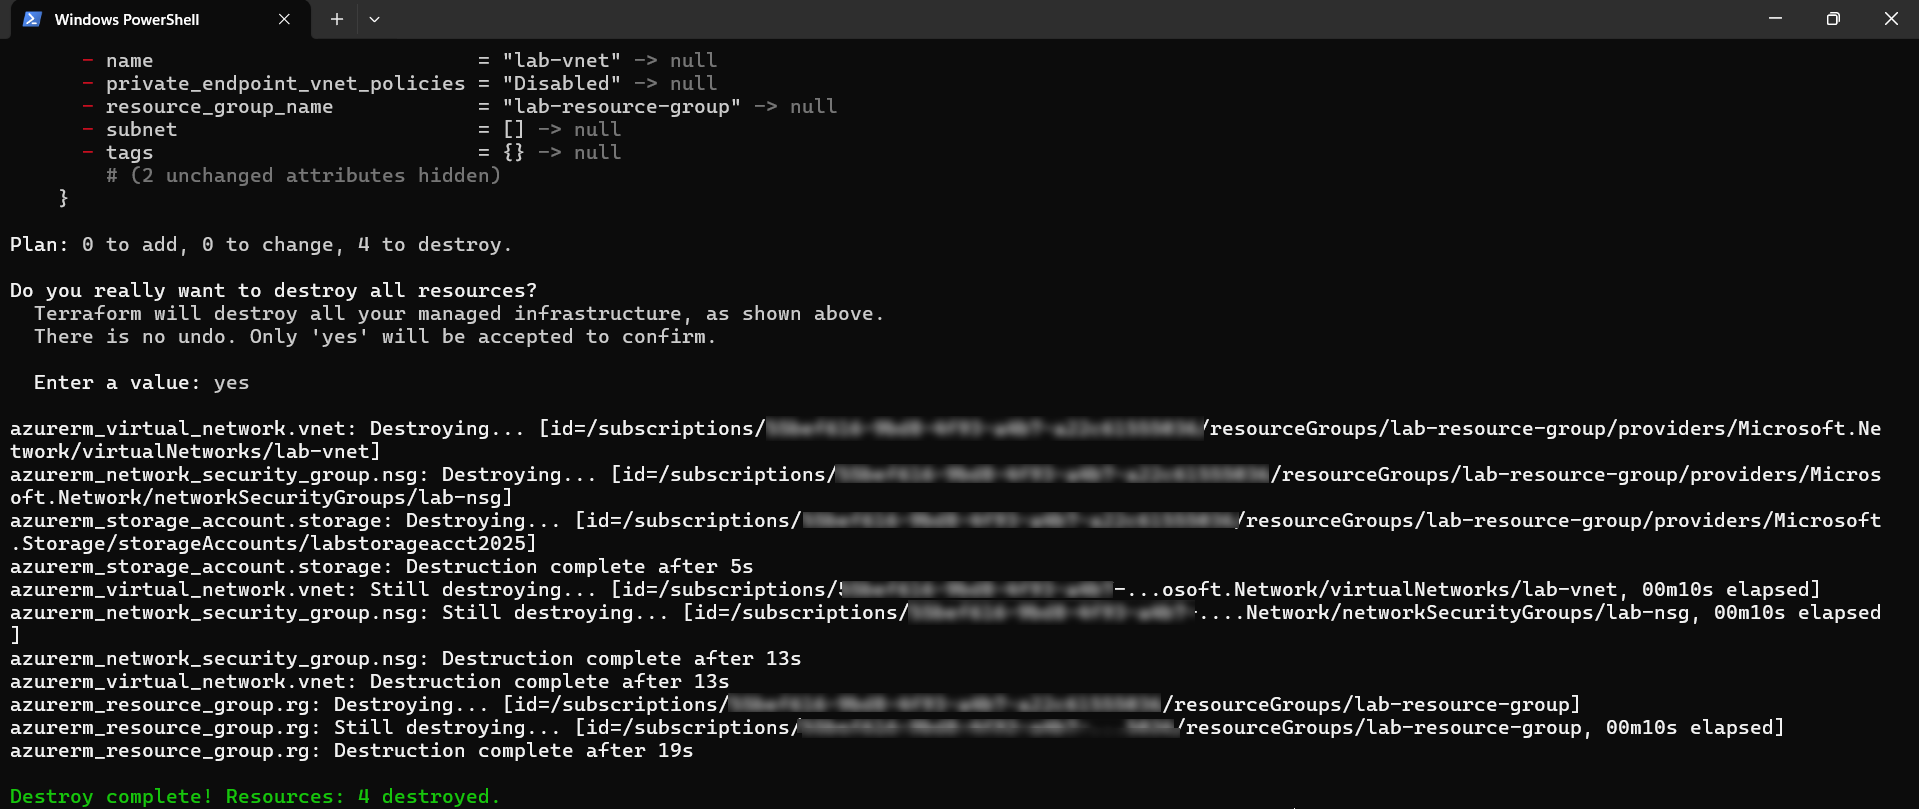 Windows PowerShell
- name                           = "lab-vnet" -> null
- private_endpoint_vnet_policies = "Disabled" -> null
- resource_group_name            = "lab-resource-group" -> null
- subnet                         = [] -> null
- tags                           = {} -> null
# (2 unchanged attributes hidden)
}
Plan: 0 to add, 0 to change, 4 to destroy.
Do you really want to destroy all resources?
Terraform will destroy all your managed infrastructure, as shown above.
There is no undo. Only 'yes' will be accepted to confirm.
Enter a value: yes
azurerm_virtual_network.vnet: Destroying... [id=/subscriptions/ /resourceGroups/lab-resource-group/providers/Microsoft.Ne
twork/virtualNetworks/lab-vnet]
azurerm_network_security_group.nsg: Destroying... [id=/subscriptions/ /resourceGroups/lab-resource-group/providers/Micros
oft.Network/networkSecurityGroups/lab-nsg]
azurerm_storage_account.storage: Destroying... [id=/subscriptions/ /resourceGroups/lab-resource-group/providers/Microsoft
.Storage/storageAccounts/labstorageacct2025]
azurerm_storage_account.storage: Destruction complete after 5s
azurerm_virtual_network.vnet: Still destroying... [id=/subscriptions/ -...osoft.Network/virtualNetworks/lab-vnet, 00m10s elapsed]
azurerm_network_security_group.nsg: Still destroying... [id=/subscriptions/ ....Network/networkSecurityGroups/lab-nsg, 00m10s elapsed
]
azurerm_network_security_group.nsg: Destruction complete after 13s
azurerm_virtual_network.vnet: Destruction complete after 13s
azurerm_resource_group.rg: Destroying... [id=/subscriptions/ /resourceGroups/lab-resource-group]
azurerm_resource_group.rg: Still destroying... [id=/subscriptions/ /resourceGroups/lab-resource-group, 00m10s elapsed]
azurerm_resource_group.rg: Destruction complete after 19s
Destroy complete! Resources: 4 destroyed.